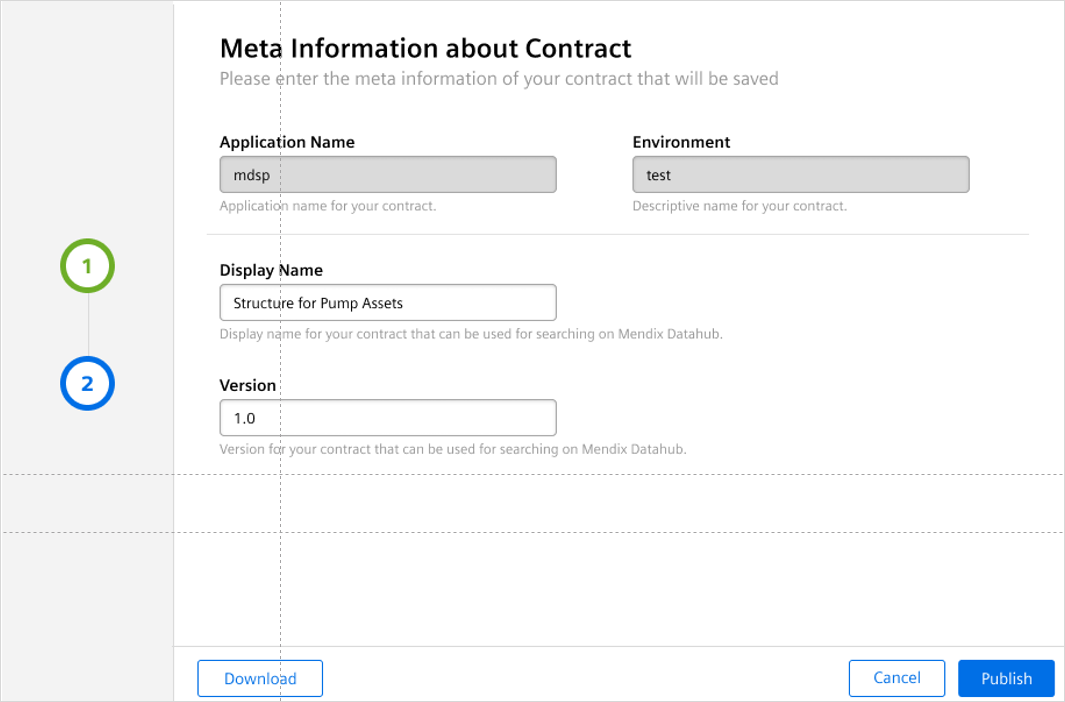 Meta Information about Contract
Please enter the meta information of your contract that will be saved
Application Name
Environment
mdsp
test
Application name for your contract.
Descriptive name for your contract.
1
Display Name
Structure for Pump Assets
Display name for your contract that can be used for searching on Mendix Datahub.
2
Version
1.0
Version for your contract that can be used for searching on Mendix Datahub.
Download
Cancel
Publish